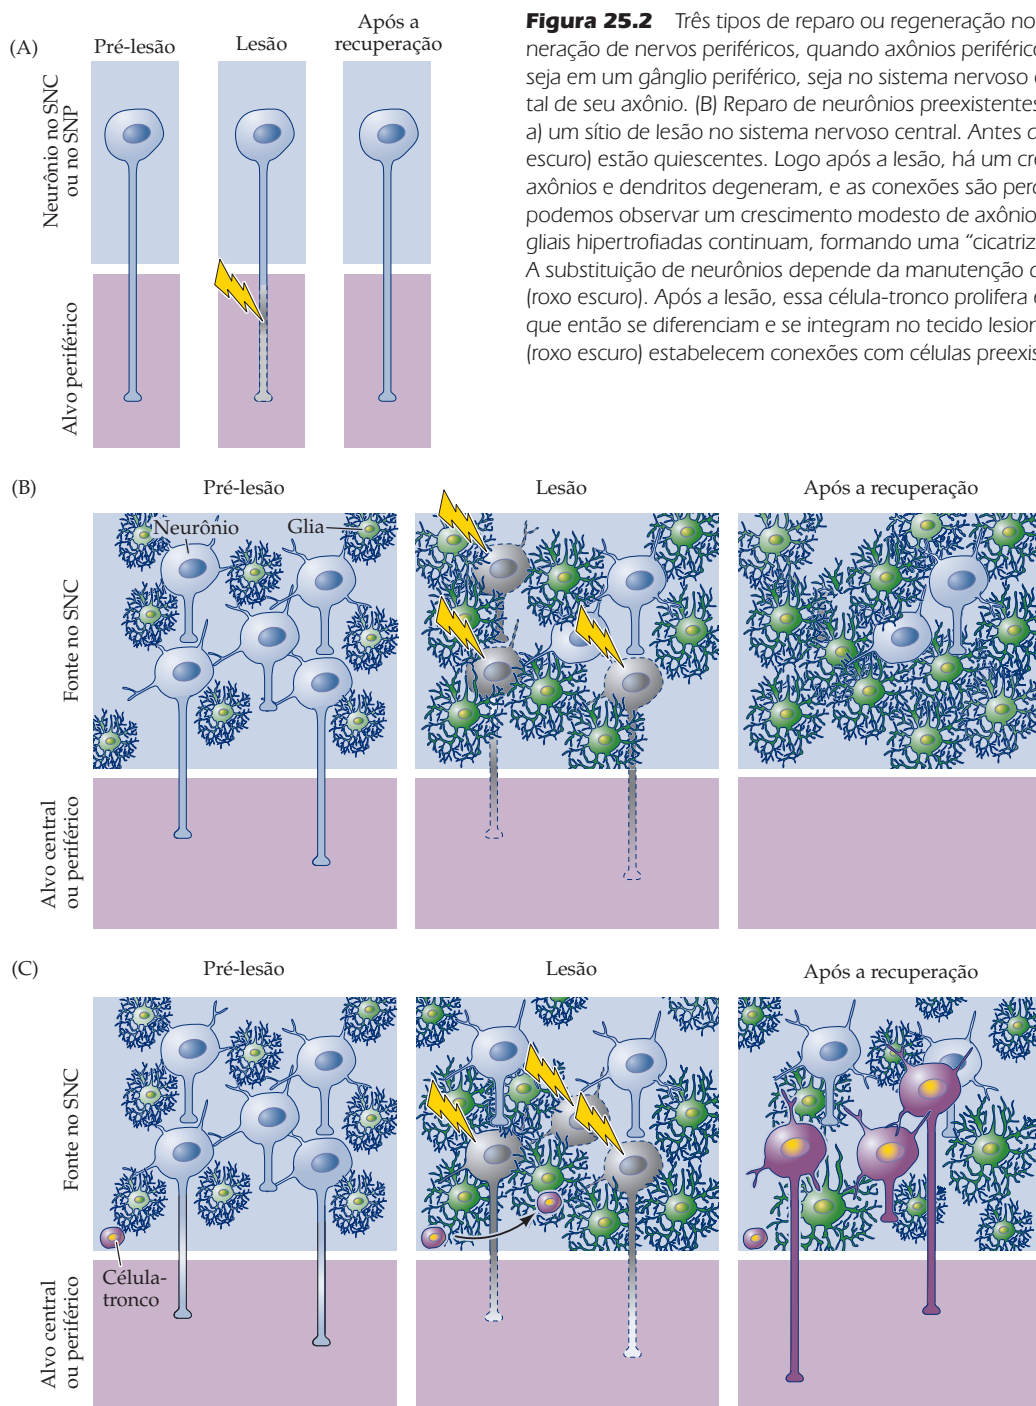 Figura 25.2 Três tipos de reparo ou regeneração no
neração de nervos periféricos, quando axônios periféric
seja em um gânglio periférico, seja no sistema nervoso
tal de seu axônio. (B) Reparo de neurônios preexistentes
a) um sítio de lesão no sistema nervoso central. Antes
escuro) estão quiescentes. Logo após a lesão, há um
axônios e dendritos degeneram, e as conexões são
podemos observar um crescimento modesto de
gliais hipertrofiadas continuam, formando uma “cicatriz
A substituição de neurônios depende da manutenção
(roxo escuro). Após a lesão, essa célula-tronco prolifera
que então se diferenciam e se integram no tecido
(roxo escuro) estabelecem conexões com células
(A)
Pré-lesão
Lesão
Após a
recuperação
Neurônio no SNC
ou no SNP
Alvo periférico
(B)
Pré-lesão
Lesão
Após a recuperação
Neurônio
Glia
Fonte no SNC
Alvo central
ou periférico
(C)
Pré-lesão
Lesão
Após a recuperação
Fonte no SNC
Célula-
tronco
Alvo central
ou periférico